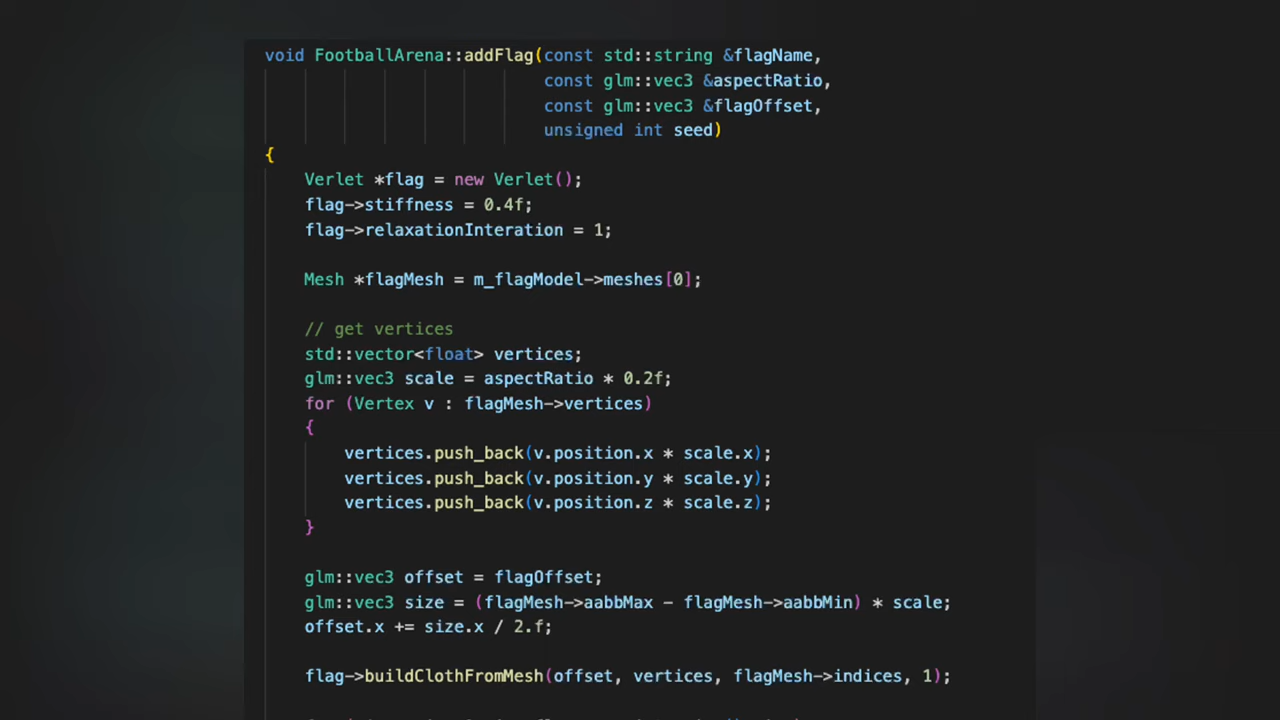 void FootballArena::addFlag(const std::string &flagName,
const glm::vec3 &aspectRatio,
const glm::vec3 &flagOffset,
unsigned int seed)
{
Verlet *flag = new Verlet();
flag->stiffness = 0.4f;
flag->relaxationInteration = 1;
Mesh *flagMesh = m_flagModel->meshes[0];
// get vertices
std::vector<float> vertices;
glm::vec3 scale = aspectRatio * 0.2f;
for (Vertex v : flagMesh->vertices)
{
vertices.push_back(v.position.x * scale.x);
vertices.push_back(v.position.y * scale.y);
vertices.push_back(v.position.z * scale.z);
}
glm::vec3 offset = flagOffset;
glm::vec3 size = (flagMesh->aabbMax - flagMesh->aabbMin) * scale;
offset.x += size.x / 2.f;
flag->buildClothFromMesh(offset, vertices, flagMesh->indices, 1);